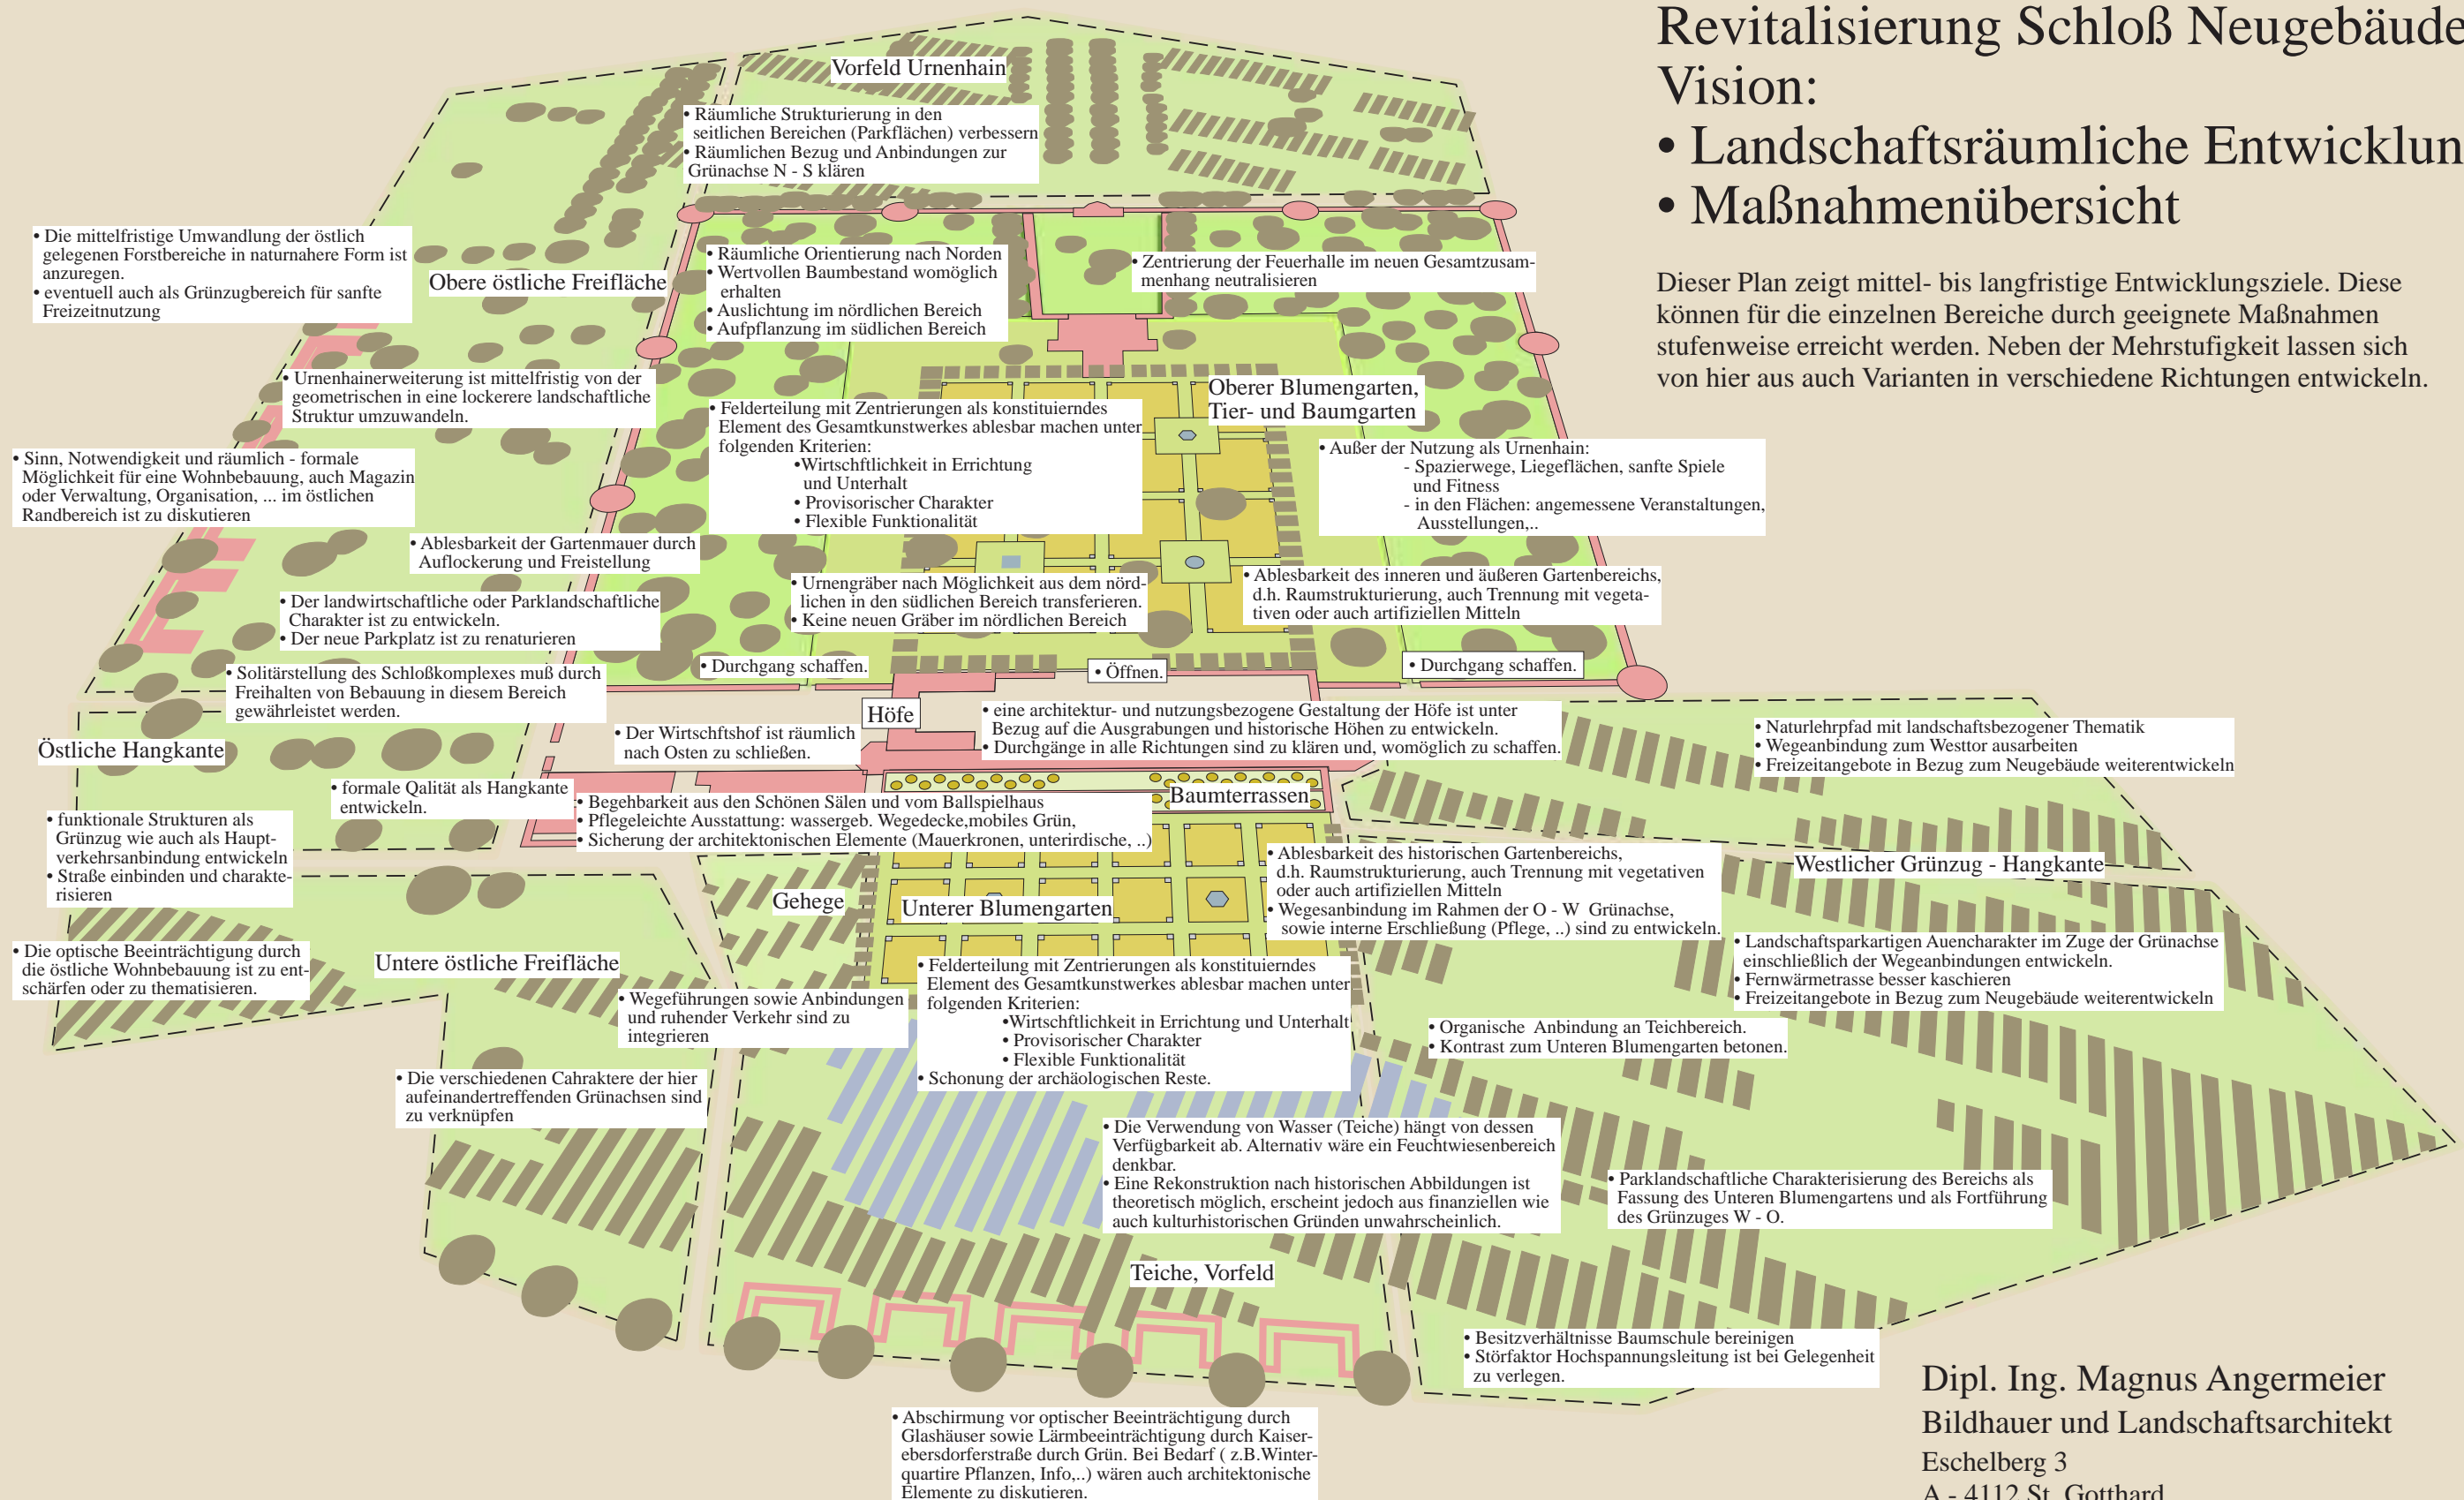 Revitalisierung Schloß Neugebäude
Vision:
• Landschaftsräumliche Entwicklun
• Maßnahmenübersicht
Dieser Plan zeigt mittel- bis langfristige Entwicklungsziele. Diese
können für die einzelnen Bereiche durch geeignete Maßnahmen
stufenweise erreicht werden. Neben der Mehrstufigkeit lassen sich
von hier aus auch Varianten in verschiedene Richtungen entwickeln.
Vorfeld Urnenhain
• Räumliche Strukturierung in den
seitlichen Bereichen (Parkflächen) verbessern
• Räumlichen Bezug und Anbindungen zur
Grünachse N - S klären
• Die mittelfristige Umwandlung der östlich
gelegenen Forstbereiche in naturnahere Form ist
anzuregen.
• eventuell auch als Grünzugbereich für sanfte
Freizeitnutzung
Obere östliche Freifläche
• Räumliche Orientierung nach Norden
• Wertvollen Baumbestand womöglich
erhalten
• Auslichtung im nördlichen Bereich
• Aufpflanzung im südlichen Bereich
• Zentrierung der Feuerhalle im neuen Gesamtzusam-
menhang neutralisieren
• Urnenhainerweiterung ist mittelfristig von der
geometrischen in eine lockerere landschaftliche
Struktur umzuwandeln.
Oberer Blumengarten,
Tier- und Baumgarten
• Felderteilung mit Zentrierungen als konstituierndes
Element des Gesamtkunstwerkes ablesbar machen unter
folgenden Kriterien:
•Wirtschftlichkeit in Errichtung
und Unterhalt
• Provisorischer Charakter
• Flexible Funktionalität
• Außer der Nutzung als Urnenhain:
- Spazierwege, Liegeflächen, sanfte Spiele
und Fitness
- in den Flächen: angemessene Veranstaltungen,
Ausstellungen,..
• Sinn, Notwendigkeit und räumlich - formale
Möglichkeit für eine Wohnbebauung, auch Magazin
oder Verwaltung, Organisation, ... im östlichen
Randbereich ist zu diskutieren
• Ablesbarkeit der Gartenmauer durch
Auflockerung und Freistellung
• Urnengräber nach Möglichkeit aus dem nörd-
lichen in den südlichen Bereich transferieren.
• Keine neuen Gräber im nördlichen Bereich
• Ablesbarkeit des inneren und äußeren Gartenbereichs,
d.h. Raumstrukturierung, auch Trennung mit vegeta-
tiven oder auch artifiziellen Mitteln
• Der landwirtschaftliche oder Parklandschaftliche
Charakter ist zu entwickeln.
• Der neue Parkplatz ist zu renaturieren
• Durchgang schaffen.
• Öffnen.
• Durchgang schaffen.
• Solitärstellung des Schloßkomplexes muß durch
Freihalten von Bebauung in diesem Bereich
gewährleistet werden.
Höfe
• eine architektur- und nutzungsbezogene Gestaltung der Höfe ist unter
Bezug auf die Ausgrabungen und historische Höhen zu entwickeln.
• Durchgänge in alle Richtungen sind zu klären und, womöglich zu schaffen.
• Der Wirtschftshof ist räumlich
nach Osten zu schließen.
Östliche Hangkante
• Naturlehrpfad mit landschaftsbezogener Thematik
• Wegeanbindung zum Westtor ausarbeiten
• Freizeitangebote in Bezug zum Neugebäude weiterentwickeln
• formale Qalität als Hangkante
entwickeln.
Baumterrassen
• Begehbarkeit aus den Schönen Sälen und vom Ballspielhaus
• Pflegeleichte Ausstattung: wassergeb. Wegedecke,mobiles Grün,
• Sicherung der architektonischen Elemente (Mauerkronen, unterirdische, ..)
• funktionale Strukturen als
Grünzug wie auch als Haupt-
verkehrsanbindung entwickeln
• Straße einbinden und charakte-
risieren
• Ablesbarkeit des historischen Gartenbereichs,
d.h. Raumstrukturierung, auch Trennung mit vegetativen
oder auch artifiziellen Mitteln
• Wegesanbindung im Rahmen der O - W Grünachse,
sowie interne Erschließung (Pflege, ..) sind zu entwickeln.
Westlicher Grünzug - Hangkante
Gehege
Unterer Blumengarten
• Die optische Beeinträchtigung durch
die östliche Wohnbebauung ist zu ent-
schärfen oder zu thematisieren.
Untere östliche Freifläche
• Landschaftsparkartigen Auencharakter im Zuge der Grünachse
einschließlich der Wegeanbindungen entwickeln.
• Fernwärmetrasse besser kaschieren
• Freizeitangebote in Bezug zum Neugebäude weiterentwickeln
• Wegeführungen sowie Anbindungen
und ruhender Verkehr sind zu
integrieren
• Felderteilung mit Zentrierungen als konstituierndes
Element des Gesamtkunstwerkes ablesbar machen unter
folgenden Kriterien:
•Wirtschftlichkeit in Errichtung und Unterhalt
• Provisorischer Charakter
• Flexible Funktionalität
• Schonung der archäologischen Reste.
• Organische Anbindung an Teichbereich.
• Kontrast zum Unteren Blumengarten betonen.
• Die verschiedenen Cahraktere der hier
aufeinandertreffenden Grünachsen sind
zu verknüpfen
• Die Verwendung von Wasser (Teiche) hängt von dessen
Verfügbarkeit ab. Alternativ wäre ein Feuchtwiesenbereich
denkbar.
• Eine Rekonstruktion nach historischen Abbildungen ist
theoretisch möglich, erscheint jedoch aus finanziellen wie
auch kulturhistorischen Gründen unwahrscheinlich.
• Parklandschaftliche Charakterisierung des Bereichs als
Fassung des Unteren Blumengartens und als Fortführung
des Grünzuges W - O.
Teiche, Vorfeld
• Besitzverhältnisse Baumschule bereinigen
• Störfaktor Hochspannungsleitung ist bei Gelegenheit
zu verlegen.
• Abschirmung vor optischer Beeinträchtigung durch
Glashäuser sowie Lärmbeeinträchtigung durch Kaiser-
ebersdorferstraße durch Grün. Bei Bedarf ( z.B.Winter-
quartire Pflanzen, Info,..) wären auch architektonische
Elemente zu diskutieren.
Dipl. Ing. Magnus Angermeier
Bildhauer und Landschaftsarchitekt
Eschelberg 3
A - 4112 St. Gotthard